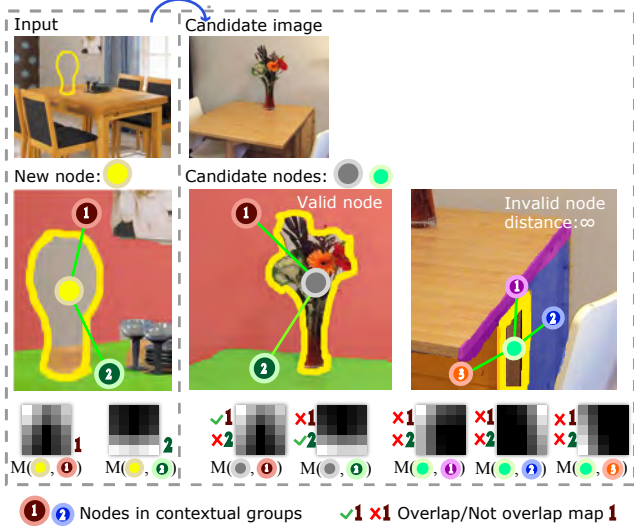 Input
Candidate image
New node:
Candidate nodes:
Valid node
Invalid node
distance:∞
1
2
1
2
1
2
3
1
2
✓1 ✗1
✗2 ✓2
✗1 ✗1 ✗1
✗2 ✗2 ✗2
M( , 1) M( , 2) M( , 1) M( , 2) M( , 1) M( , 2) M( , 3)
1 2 Nodes in contextual groups ✓1 ✗1 Overlap/Not overlap map 1